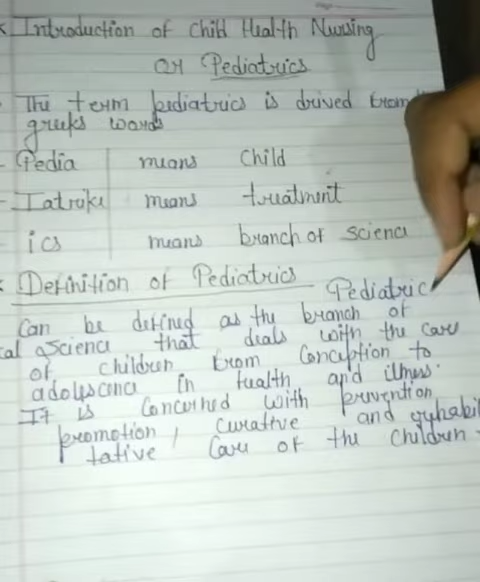 Introduction of Child Health Nursing
or Pediatrics
The term pediatrics is drived from
greeks words
Pedia means child
Iatrike means treatment
ics means branch of science
Definition of Pediatrics Pediatric
can be defined as the branch of
cal science that deals with the care
of children from conception to
adolescence in health and illness.
It is concerned with prevention
promotion, curative and rehabili
tative care of the children